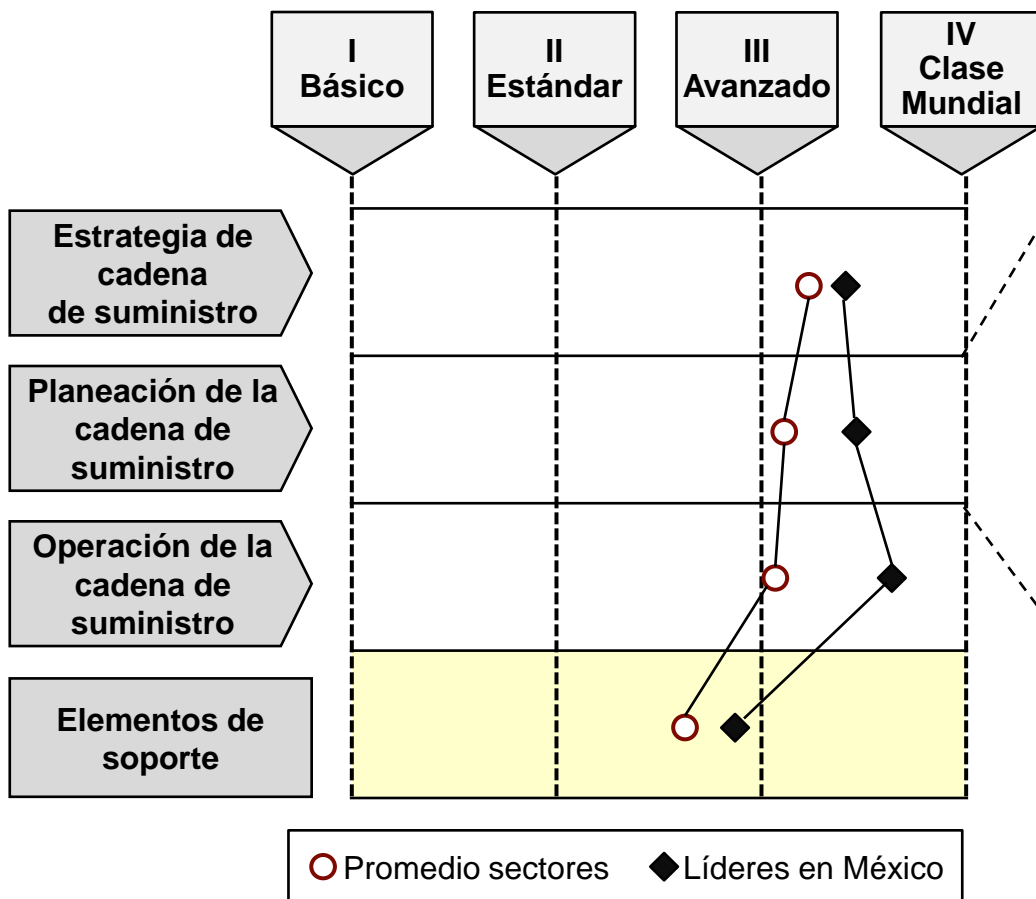 I
Básico
II
Estándar
III
Avanzado
IV
Clase
Mundial
Estrategia de
cadena
de suministro
Planeación de la
cadena de
suministro
Operación de la
cadena de
suministro
Elementos de
soporte
Promedio sectores
Líderes en México